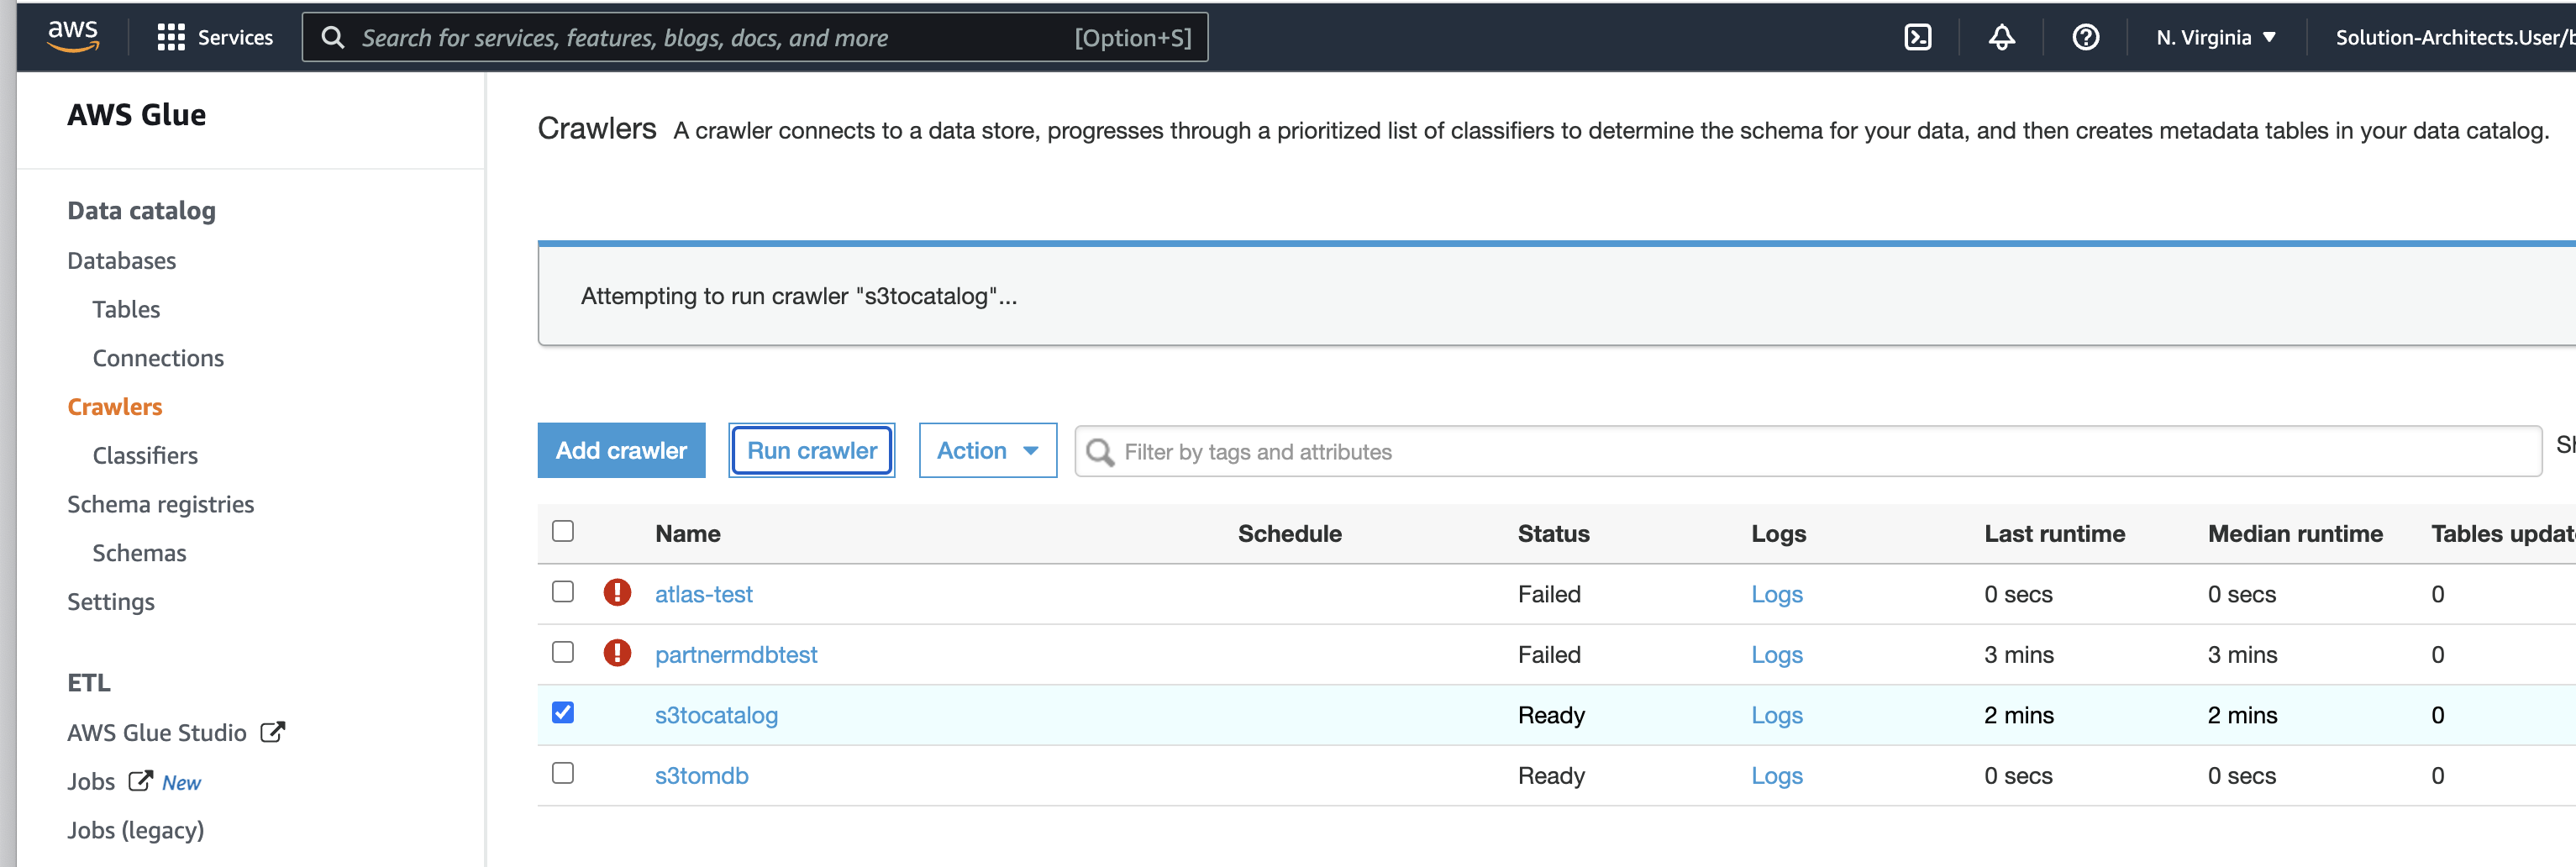 aws Services Search for services, features, blogs, docs, and more [Option+S] N. Virginia Solution-Architects.User/b
AWS Glue
Data catalog
Databases
Tables
Connections
Crawlers
Classifiers
Schema registries
Schemas
Settings
ETL
AWS Glue Studio
Jobs New
Jobs (legacy)
Crawlers A crawler connects to a data store, progresses through a prioritized list of classifiers to determine the schema for your data, and then creates metadata tables in your data catalog.
Attempting to run crawler "s3tocatalog"...
Add crawler Run crawler Action Filter by tags and attributes
Name Schedule Status Logs Last runtime Median runtime Tables updat
atlas-test Failed Logs 0 secs 0 secs 0
partnermdbtest Failed Logs 3 mins 3 mins 0
s3tocatalog Ready Logs 2 mins 2 mins 0
s3tomdb Ready Logs 0 secs 0 secs 0